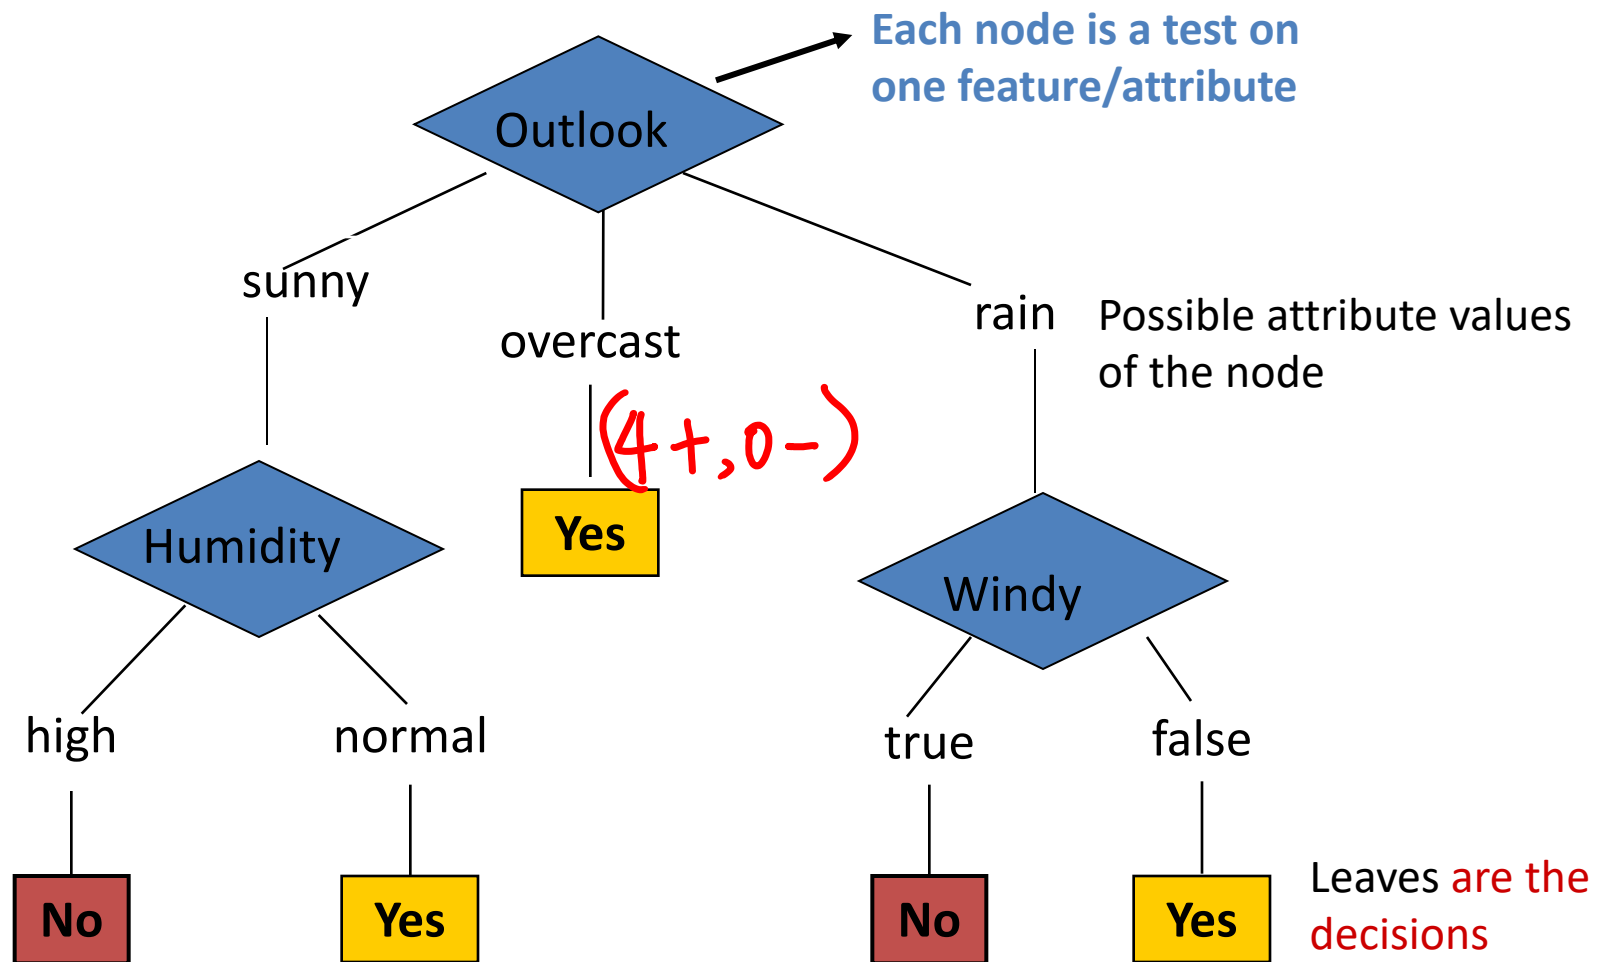 Each node is a test on
one feature/attribute
Outlook
sunny
overcast
rain
Possible attribute values
of the node
(4+,0-)
Humidity
Yes
Windy
high
normal
true
false
No
Yes
No
Yes
Leaves are the
decisions